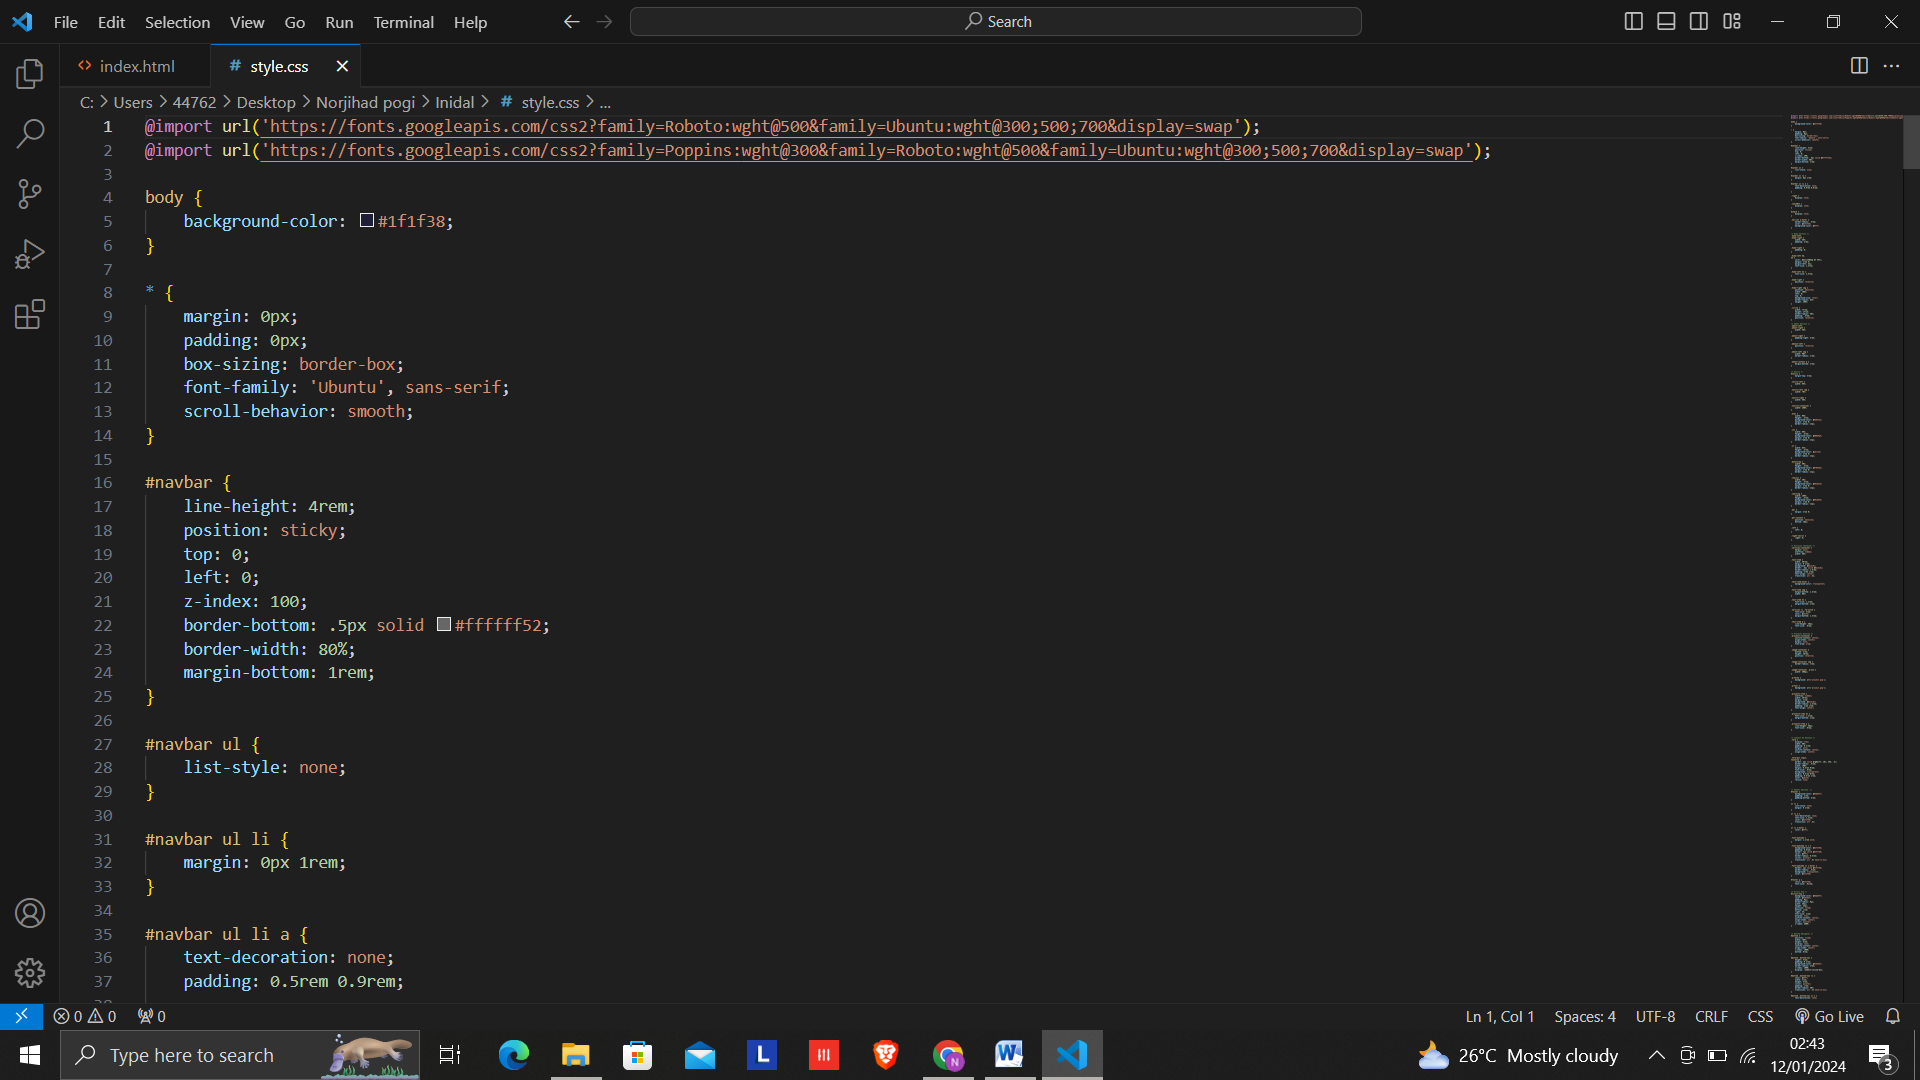 File Edit Selection View Go Run Terminal Help
Search
index.html
# style.css
C: > Users > 44762 > Desktop > Norjihad pogi > Inidal > # style.css > ...
1 @import url('https://fonts.googleapis.com/css2?family=Roboto:wght@500&family=Ubuntu:wght@300;500;700&display=swap');
2 @import url('https://fonts.googleapis.com/css2?family=Poppins:wght@300&family=Roboto:wght@500&family=Ubuntu:wght@300;500;700&display=swap');
3
4 body {
5 background-color: #1f1f38;
6 }
7
8 * {
9 margin: 0px;
10 padding: 0px;
11 box-sizing: border-box;
12 font-family: 'Ubuntu', sans-serif;
13 scroll-behavior: smooth;
14 }
15
16 #navbar {
17 line-height: 4rem;
18 position: sticky;
19 top: 0;
20 left: 0;
21 z-index: 100;
22 border-bottom: .5px solid #ffffff52;
23 border-width: 80%;
24 margin-bottom: 1rem;
25 }
26
27 #navbar ul {
28 list-style: none;
29 }
30
31 #navbar ul li {
32 margin: 0px 1rem;
33 }
34
35 #navbar ul li a {
36 text-decoration: none;
37 padding: 0.5rem 0.9rem;
0 0 0
Ln 1, Col 1 Spaces: 4 UTF-8 CRLF CSS Go Live
Type here to search
L
W
N
26°C Mostly cloudy
02:43
12/01/2024
3